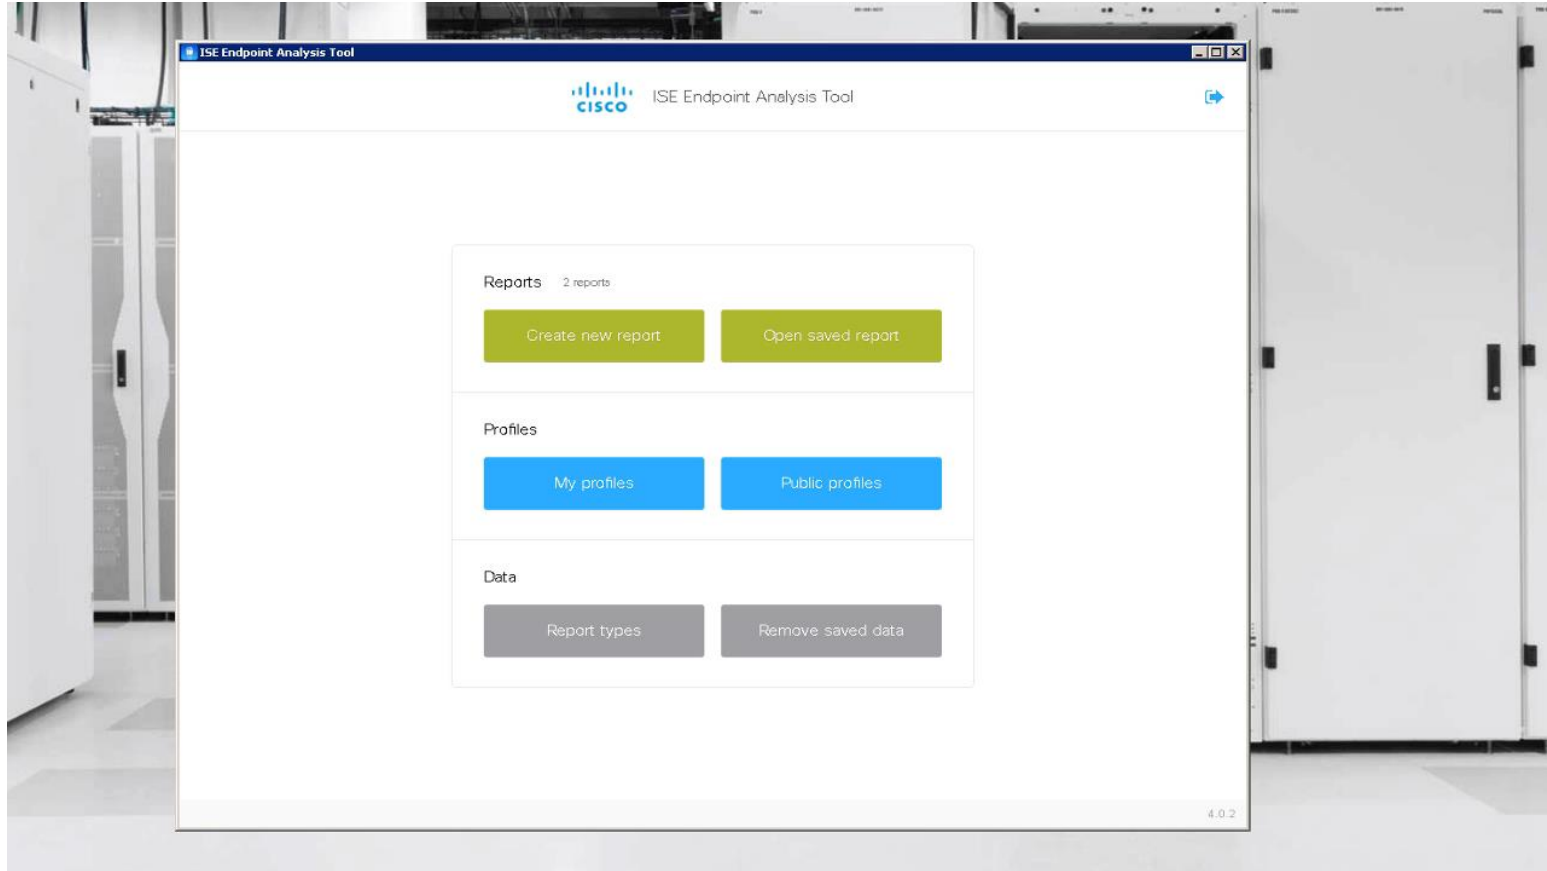 ISE Endpoint Analysis Tool
CISCO ISE Endpoint Analysis Tool
Reports 2 reports
Create new report Open saved report
Profiles
My profiles Public profiles
Data
Report types Remove saved data
4.0.2